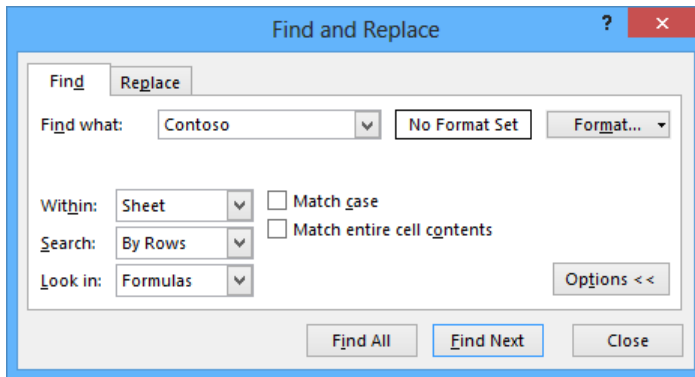 Find and Replace ? ×
Find Replace
Find what: Contoso No Format Set Format...
Within: Sheet Match case
Match entire cell contents
Search: By Rows
Look in: Formulas Options <<
Find All Find Next Close